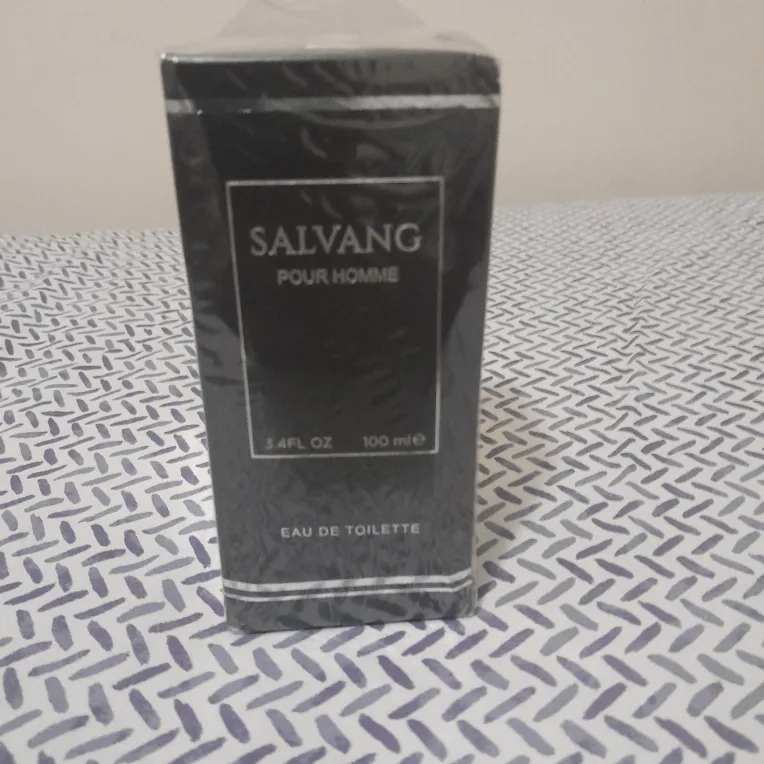 SALVANG
POUR HOMME
3.4FL OZ 100 ml℮
EAU DE TOILETTE